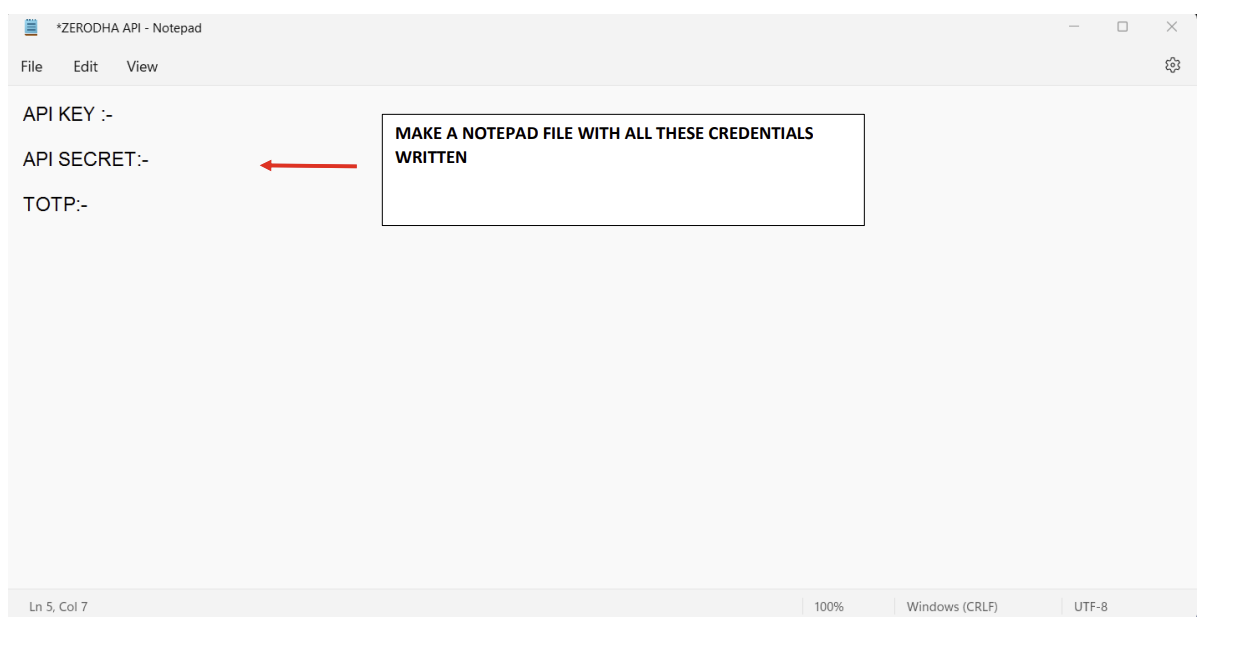 *ZERODHA API - Notepad
File Edit View
API KEY :-
API SECRET:-
TOTP:-
MAKE A NOTEPAD FILE WITH ALL THESE CREDENTIALS
WRITTEN
Ln 5, Col 7 100% Windows (CRLF) UTF-8